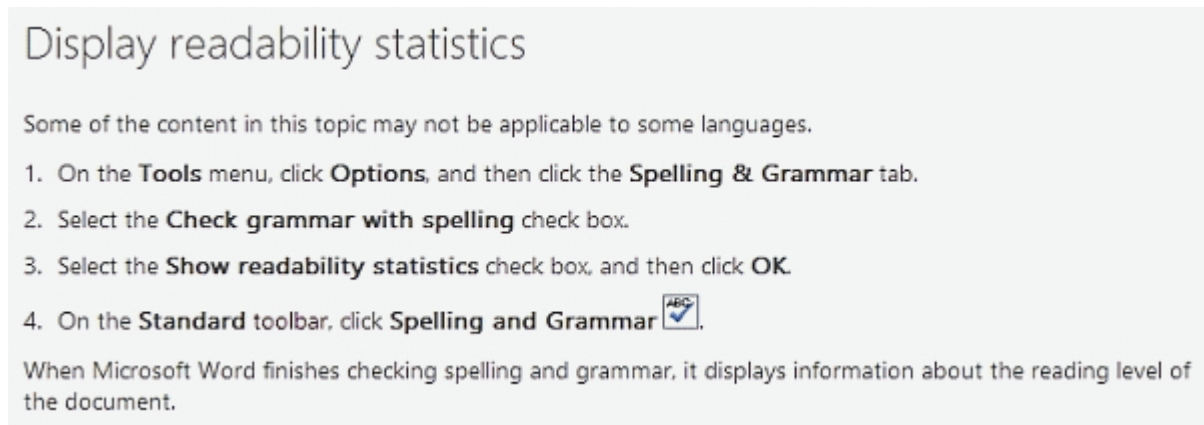 Display readability statistics
Some of the content in this topic may not be applicable to some languages.
1. On the Tools menu, click Options, and then click the Spelling & Grammar tab.
2. Select the Check grammar with spelling check box.
3. Select the Show readability statistics check box, and then click OK.
4. On the Standard toolbar, click Spelling and Grammar ABC.
When Microsoft Word finishes checking spelling and grammar, it displays information about the reading level of
the document.